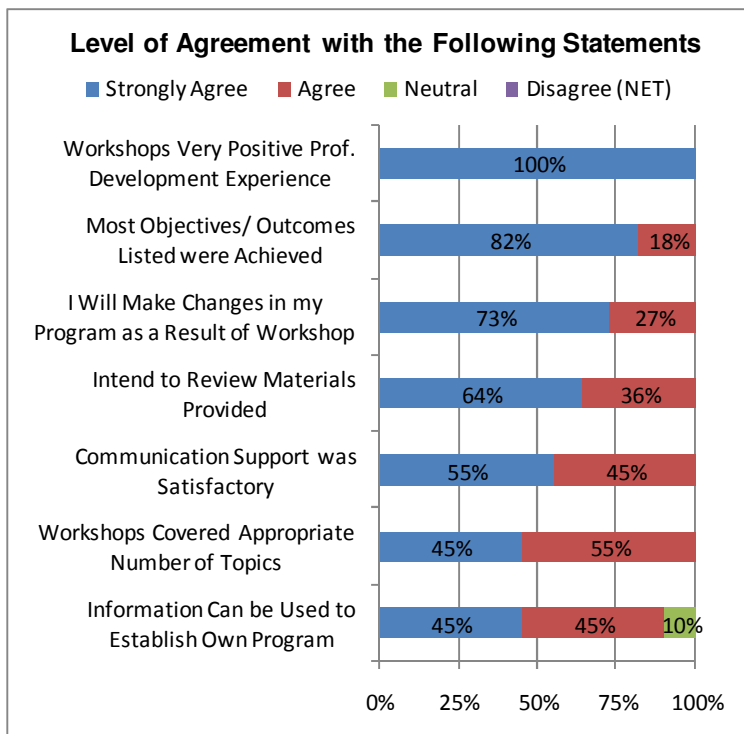 Level of Agreement with the Following Statements
Strongly Agree Agree Neutral Disagree (NET)
Workshops Very Positive Prof.
Development Experience
100%
Most Objectives/ Outcomes
Listed were Achieved
82% 18%
I Will Make Changes in my
Program as a Result of Workshop
73% 27%
Intend to Review Materials
Provided
64% 36%
Communication Support was
Satisfactory
55% 45%
Workshops Covered Appropriate
Number of Topics
45% 55%
Information Can be Used to
Establish Own Program
45% 45% 10%
0% 25% 50% 75% 100%